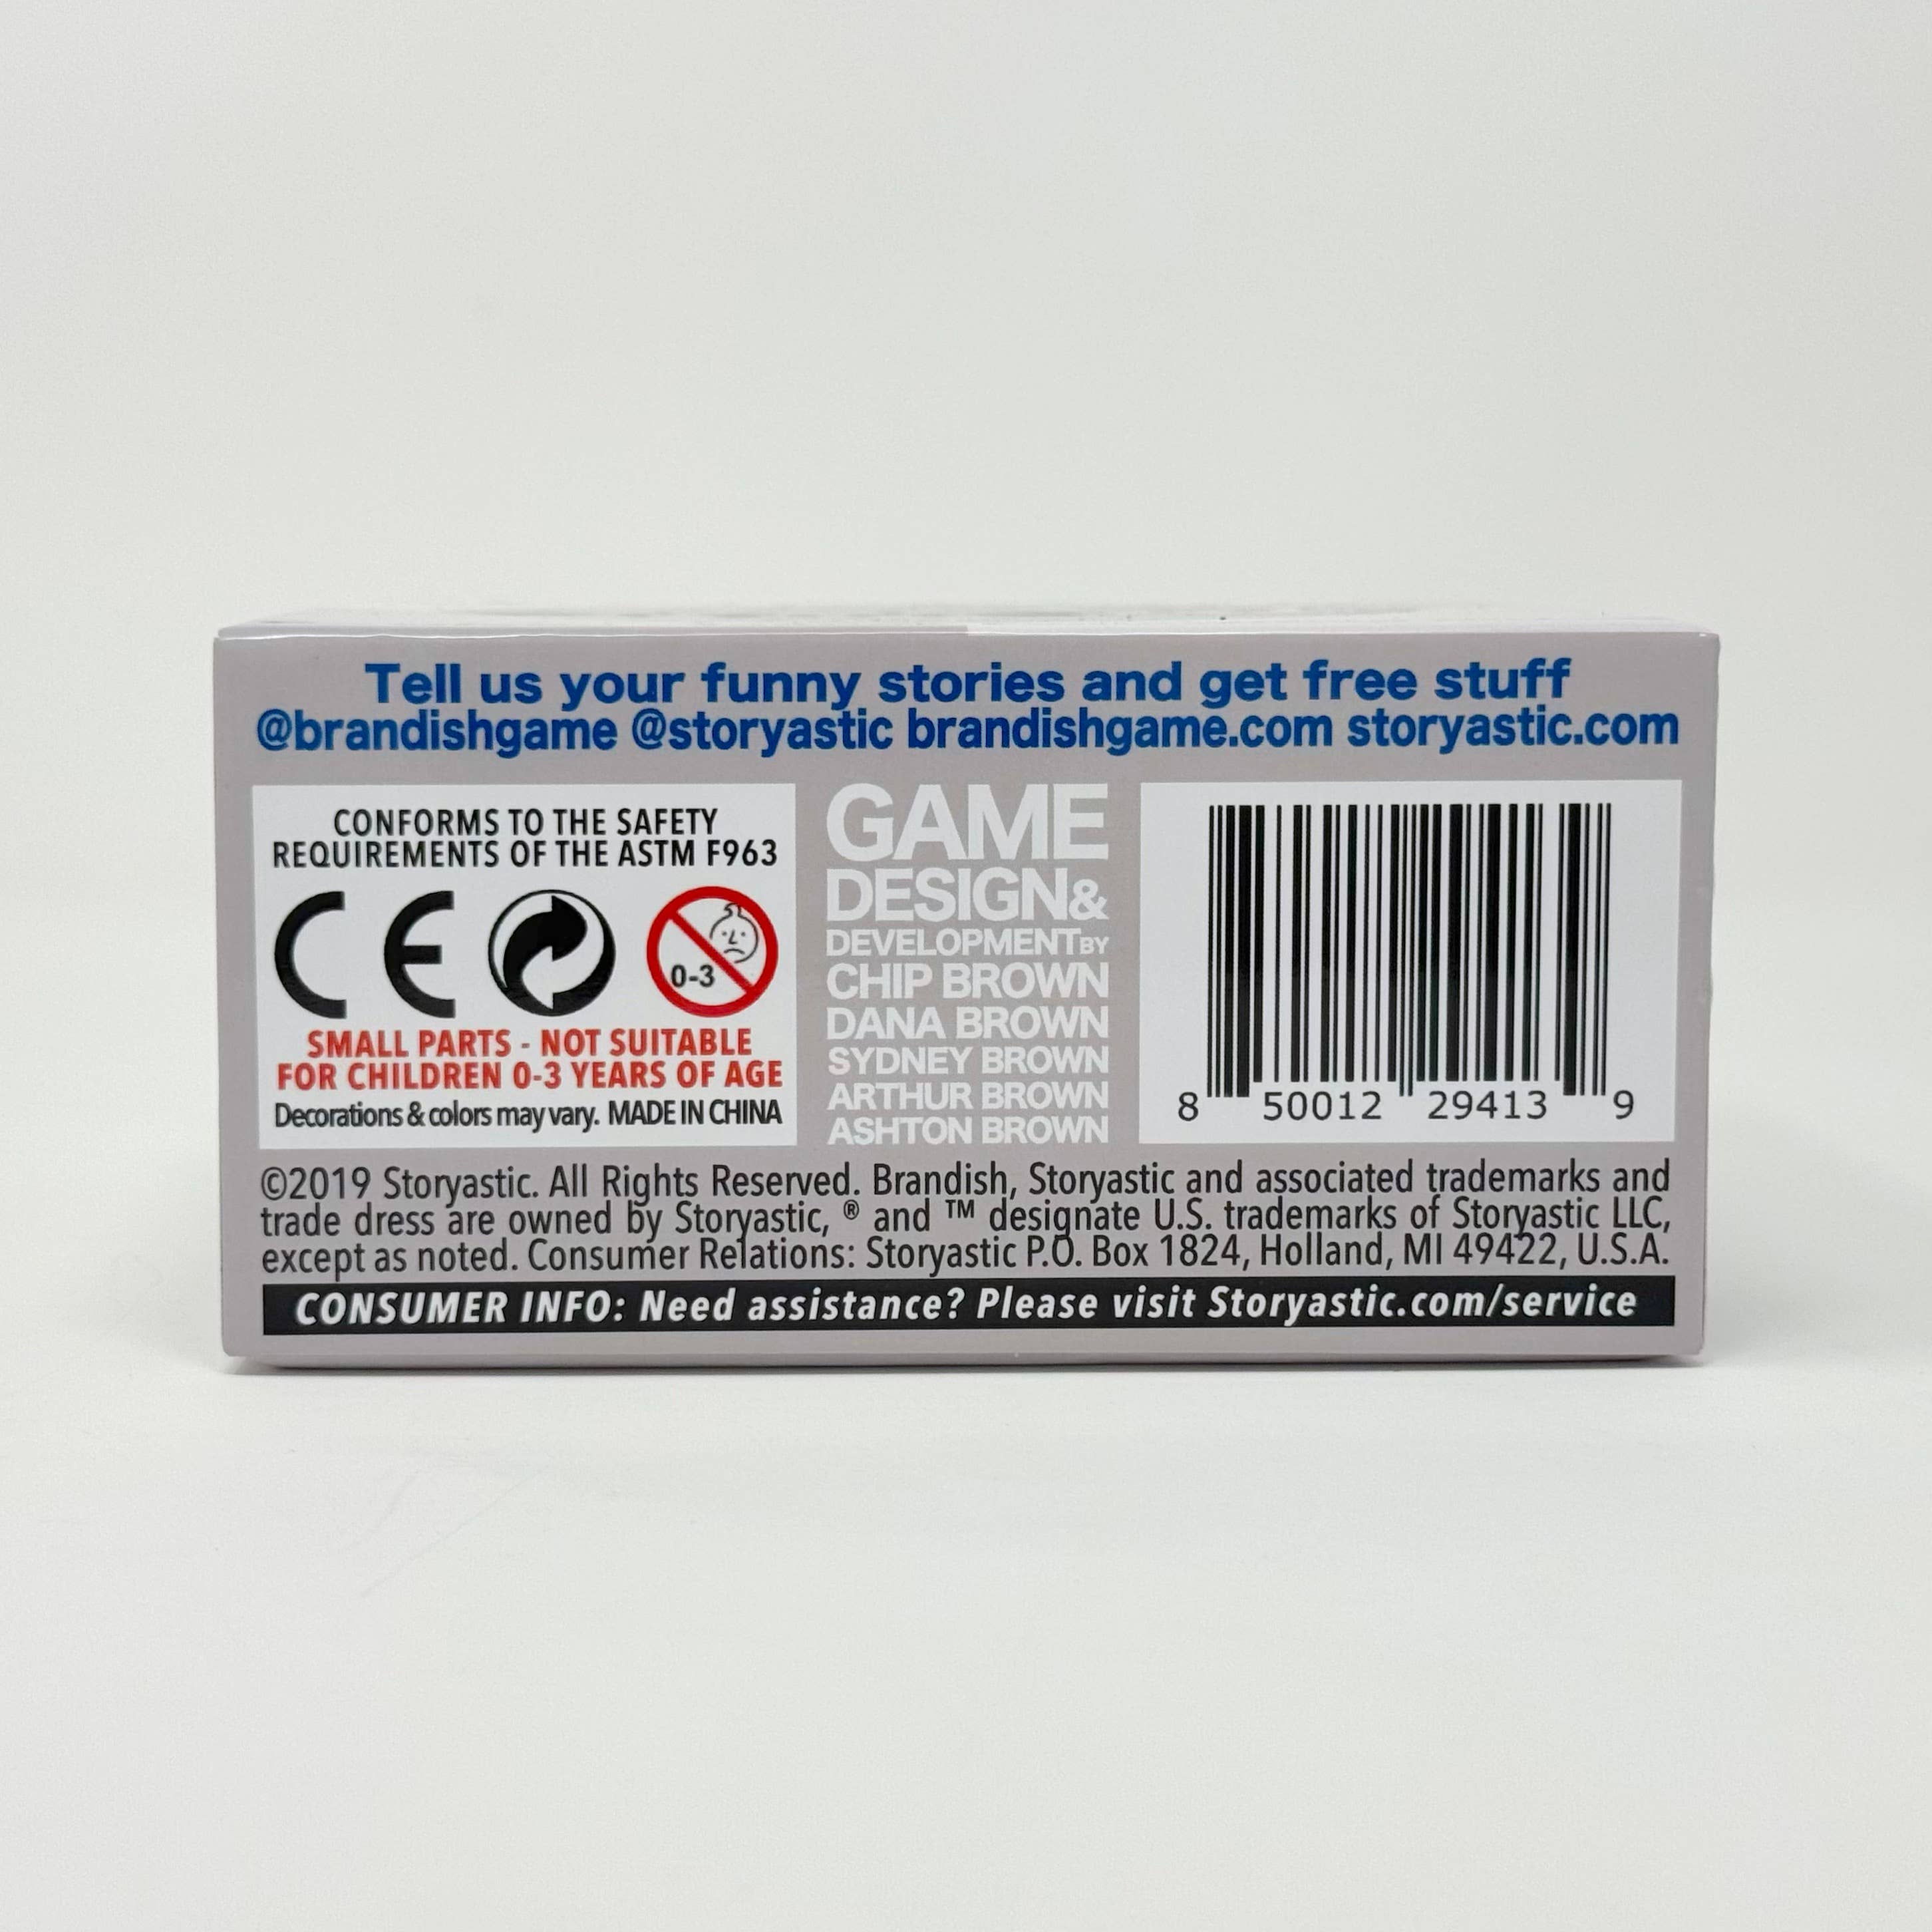 Tell us your funny stories and get free stuff
@brandishgame @storyastic brandishgame.com storyastic.com
CONFORMS TO THE SAFETY
REQUIREMENTS OF THE ASTM F963
CE
0-3
SMALL PARTS - NOT SUITABLE
FOR CHILDREN 0-3 YEARS OF AGE
Decorations & colors may vary. MADE IN CHINA
GAME
DESIGN&
DEVELOPMENT BY
CHIP BROWN
DANA BROWN
SYDNEY BROWN
ARTHUR BROWN
ASHTON BROWN
8 50012 29413 9
©2019 Storyastic. All Rights Reserved. Brandish, Storyastic and associated trademarks and
trade dress are owned by Storyastic, ® and ™ designate U.S. trademarks of Storyastic LLC,
except as noted. Consumer Relations: Storyastic P.O. Box 1824, Holland, MI 49422, U.S.A.
CONSUMER INFO: Need assistance? Please visit Storyastic.com/service